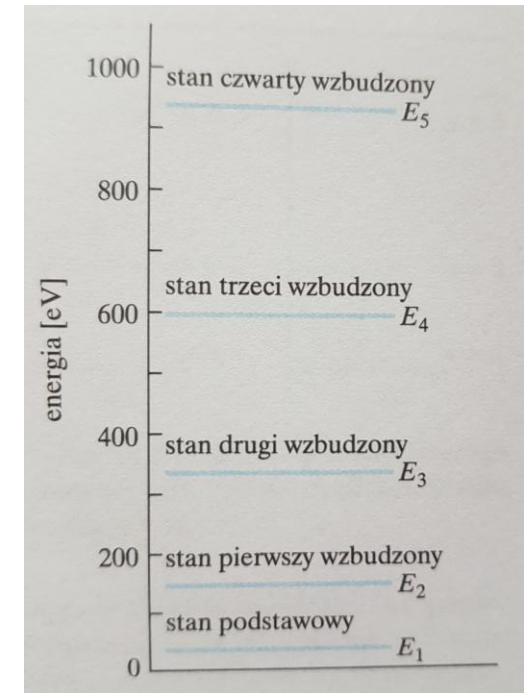 1000
stan czwarty wzbudzony
E5
800
stan trzeci wzbudzony
600
E4
energia [eV]
400
stan drugi wzbudzony
E3
200
stan pierwszy wzbudzony
E2
stan podstawowy
E1
0